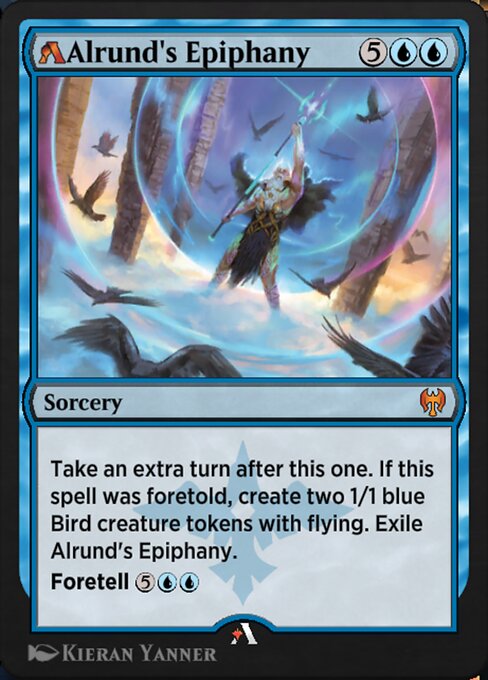 Alrund's Epiphany 5
Sorcery
Take an extra turn after this one. If this
spell was foretold, create two 1/1 blue
Bird creature tokens with flying. Exile
Alrund's Epiphany.
Foretell 5
Kieran Yanner